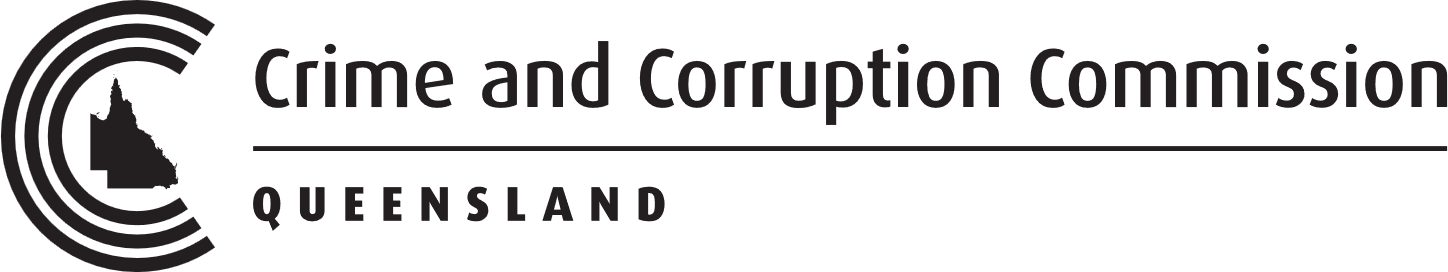 Crime and Corruption Commission
QUEENSLAND